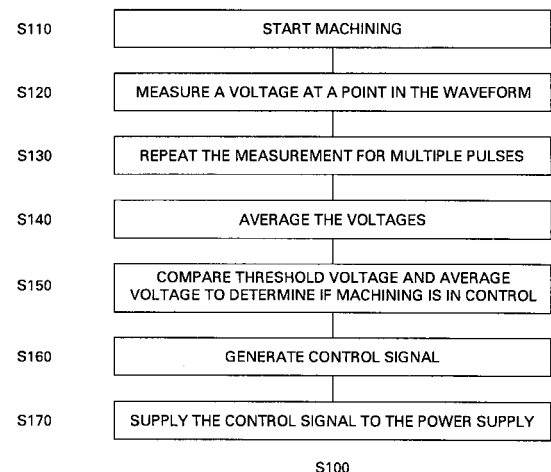 S110 START MACHINING
S120 MEASURE A VOLTAGE AT A POINT IN THE WAVEFORM
S130 REPEAT THE MEASUREMENT FOR MULTIPLE PULSES
S140 AVERAGE THE VOLTAGES
S150 COMPARE THRESHOLD VOLTAGE AND AVERAGE
VOLTAGE TO DETERMINE IF MACHINING IS IN CONTROL
S160 GENERATE CONTROL SIGNAL
S170 SUPPLY THE CONTROL SIGNAL TO THE POWER SUPPLY
S100